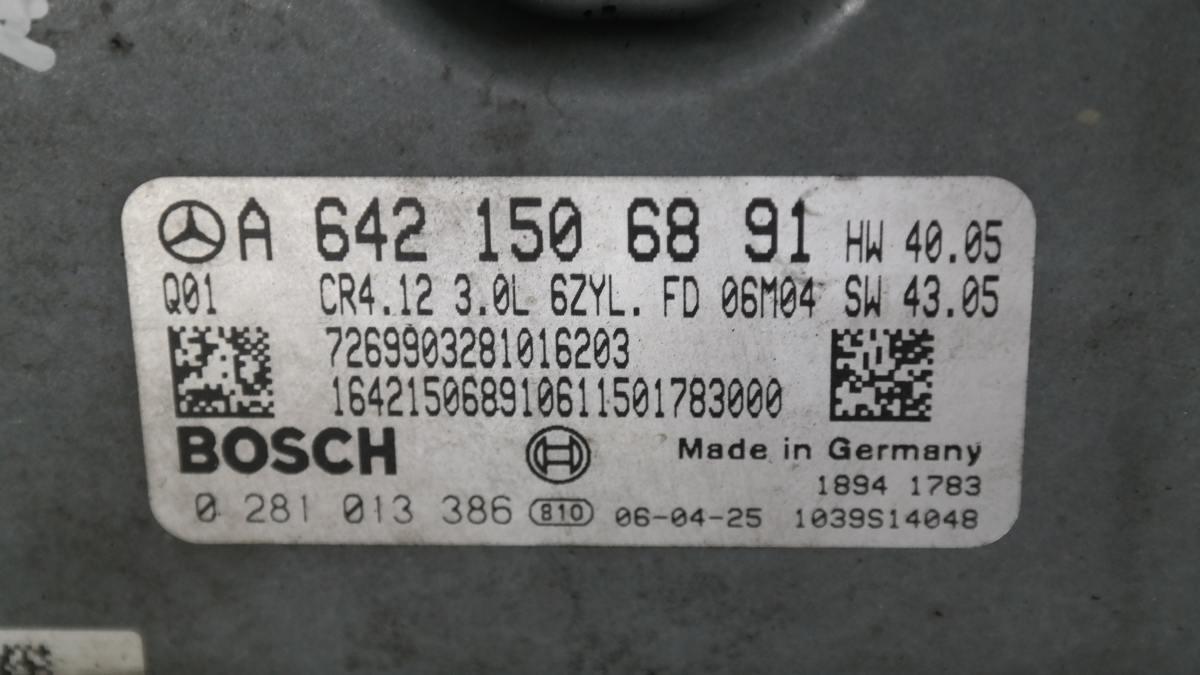 A 642 150 68 91 HW 40.05
Q01 CR4.12 3.0L 6ZYL. FD 06M04 SW 43.05
7269903281016203
164215068910611501783000
BOSCH Made in Germany
1894 1783
0 281 013 386 810 06-04-25 1039S14048